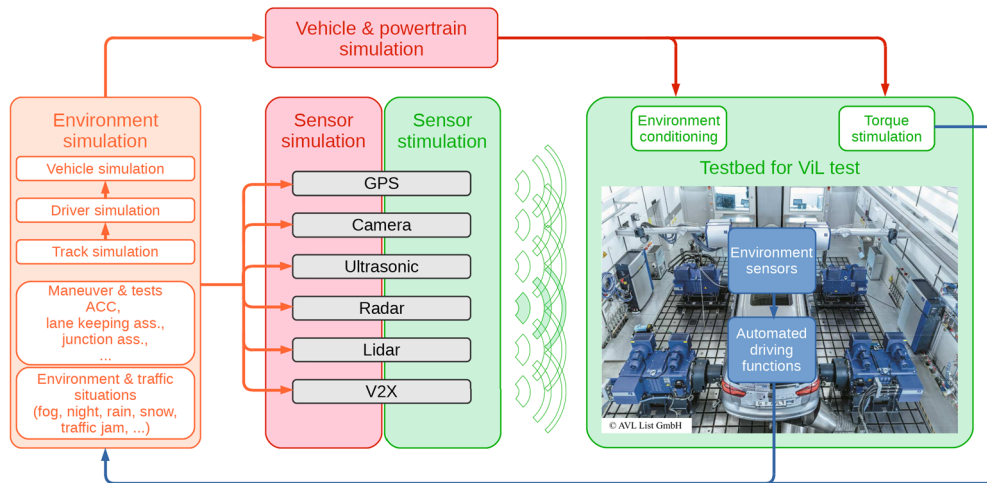 Vehicle & powertrain
simulation
Environment
simulation
Vehicle simulation
Driver simulation
Track simulation
Maneuver & tests
ACC,
lane keeping ass.,
junction ass.,
...
Environment & traffic
situations
(fog, night, rain, snow,
traffic jam, ...)
Sensor
simulation
Sensor
stimulation
GPS
Camera
Ultrasonic
Radar
Lidar
V2X
Environment
conditioning
Torque
stimulation
Testbed for ViL test
Environment
sensors
Automated
driving
functions
© AVL List GmbH